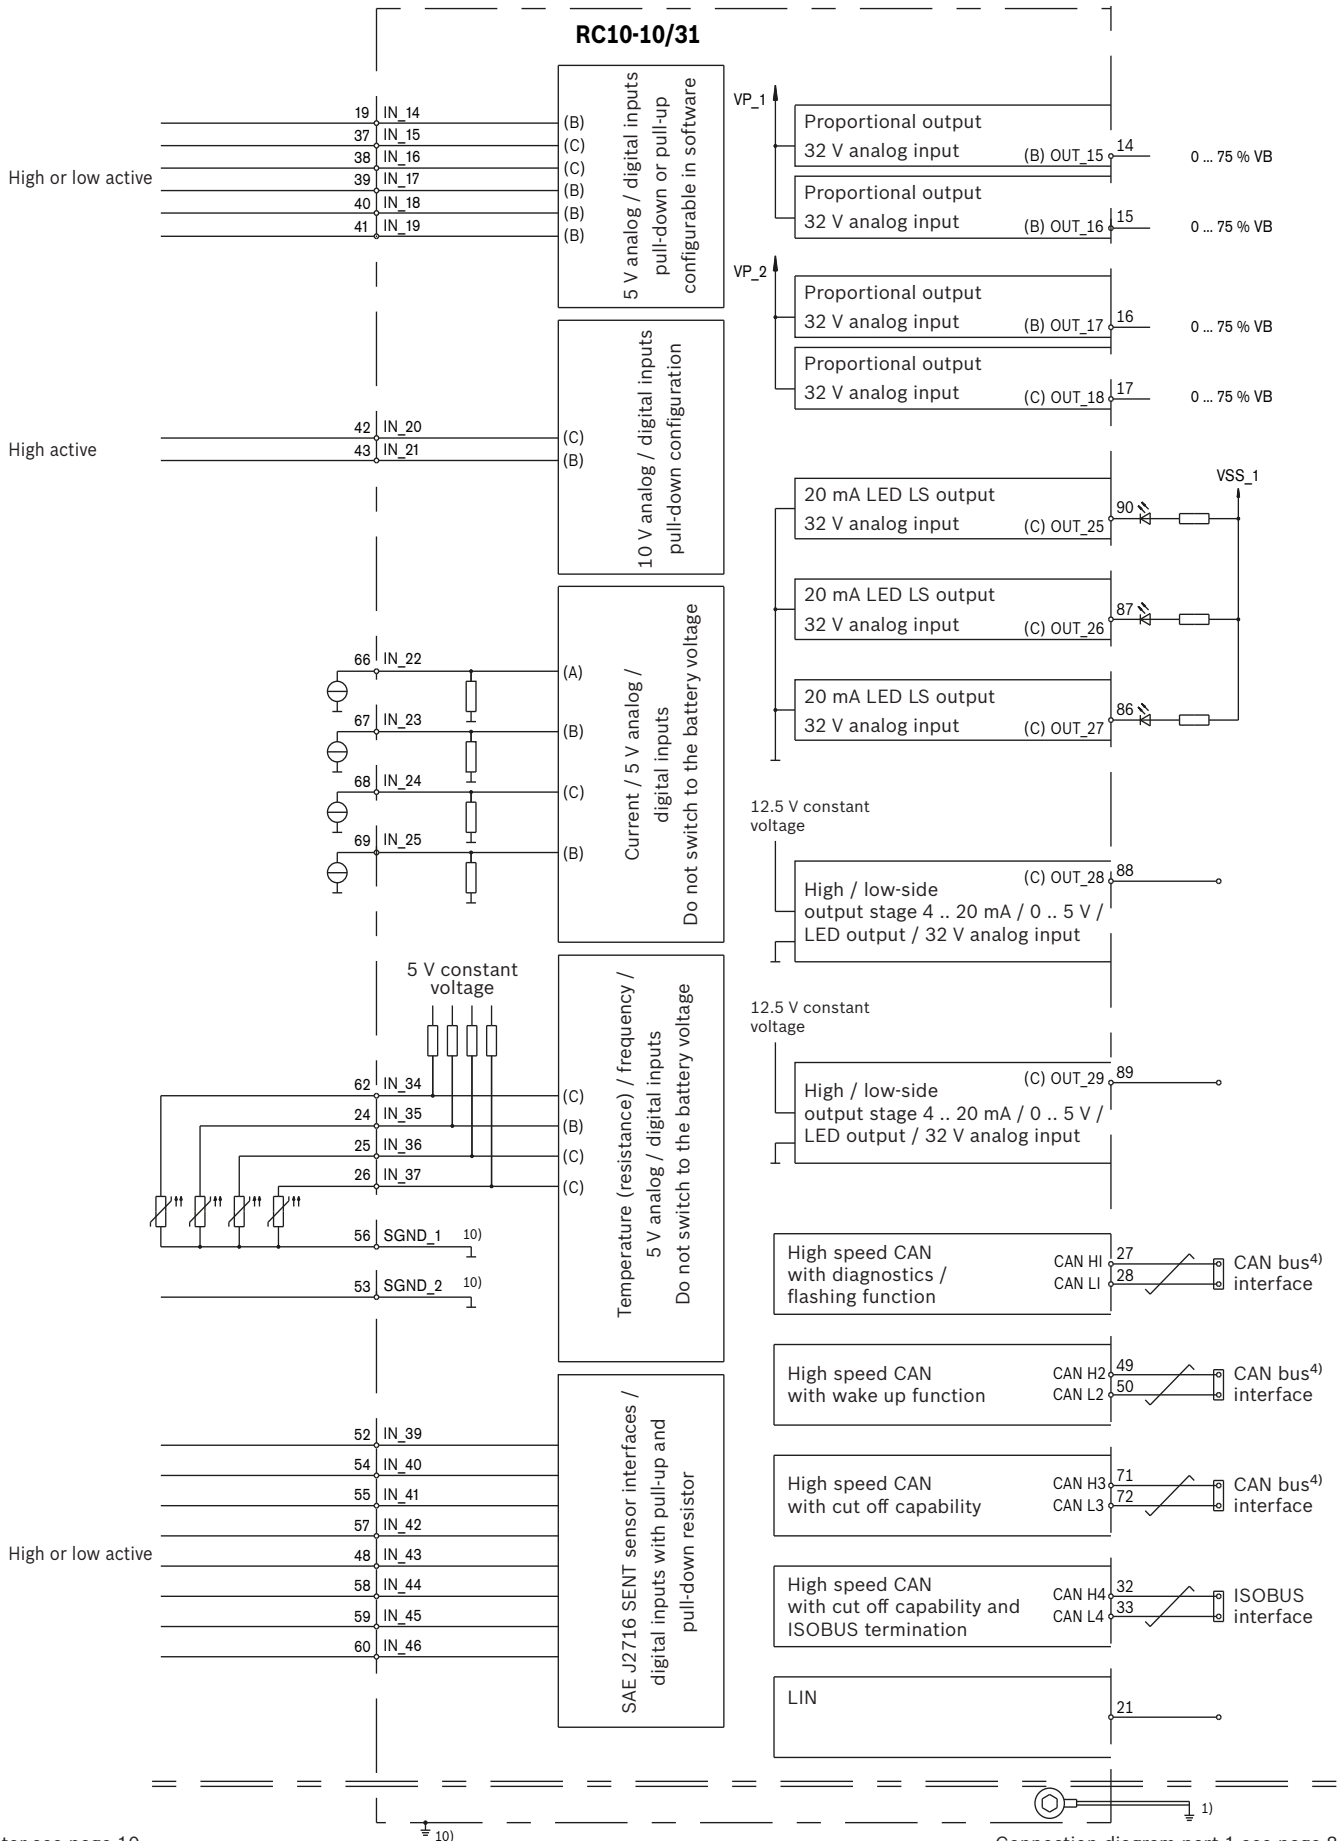 RC10-10/31
High or low active
19 IN_14 (B)
37 IN_15 (C)
38 IN_16 (C)
39 IN_17 (B)
40 IN_18 (B)
41 IN_19 (B)
5 V analog / digital inputs
pull-down or pull-up
configurable in software
High active
42 IN_20 (C)
43 IN_21 (B)
10 V analog / digital inputs
pull-down configuration
66 IN_22 (A)
67 IN_23 (B)
68 IN_24 (C)
69 IN_25 (B)
Current / 5 V analog /
digital inputs
Do not switch to the battery voltage
5 V constant
voltage
62 IN_34 (C)
24 IN_35 (B)
25 IN_36 (C)
26 IN_37 (C)
56 SGND_1 10)
53 SGND_2 10)
Temperature (resistance) / frequency /
5 V analog / digital inputs
Do not switch to the battery voltage
High or low active
52 IN_39
54 IN_40
55 IN_41
57 IN_42
48 IN_43
58 IN_44
59 IN_45
60 IN_46
SAE J2716 SENT sensor interfaces /
digital inputs with pull-up and
pull-down resistor
VP_1
Proportional output
32 V analog input (B) OUT_15 14 0 ... 75 % VB
Proportional output
32 V analog input (B) OUT_16 15 0 ... 75 % VB
VP_2
Proportional output
32 V analog input (B) OUT_17 16 0 ... 75 % VB
Proportional output
32 V analog input (C) OUT_18 17 0 ... 75 % VB
VSS_1
20 mA LED LS output
32 V analog input (C) OUT_25 90
20 mA LED LS output
32 V analog input (C) OUT_26 87
20 mA LED LS output
32 V analog input (C) OUT_27 86
12.5 V constant
voltage
(C) OUT_28 88
High / low-side
output stage 4 .. 20 mA / 0 .. 5 V /
LED output / 32 V analog input
12.5 V constant
voltage
(C) OUT_29 89
High / low-side
output stage 4 .. 20 mA / 0 .. 5 V /
LED output / 32 V analog input
High speed CAN
with diagnostics /
flashing function
CAN HI 27
CAN LI 28
CAN bus4)
interface
High speed CAN
with wake up function
CAN H2 49
CAN L2 50
CAN bus4)
interface
High speed CAN
with cut off capability
CAN H3 71
CAN L3 72
CAN bus4)
interface
High speed CAN
with cut off capability and
ISOBUS termination
CAN H4 32
CAN L4 33
ISOBUS
interface
LIN
21
1)
10)